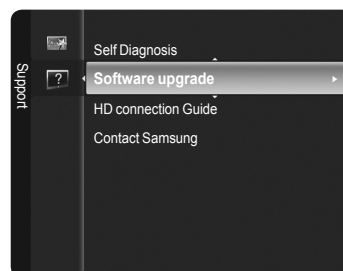 Support
Self Diagnosis
Software upgrade
HD connection Guide
Contact Samsung